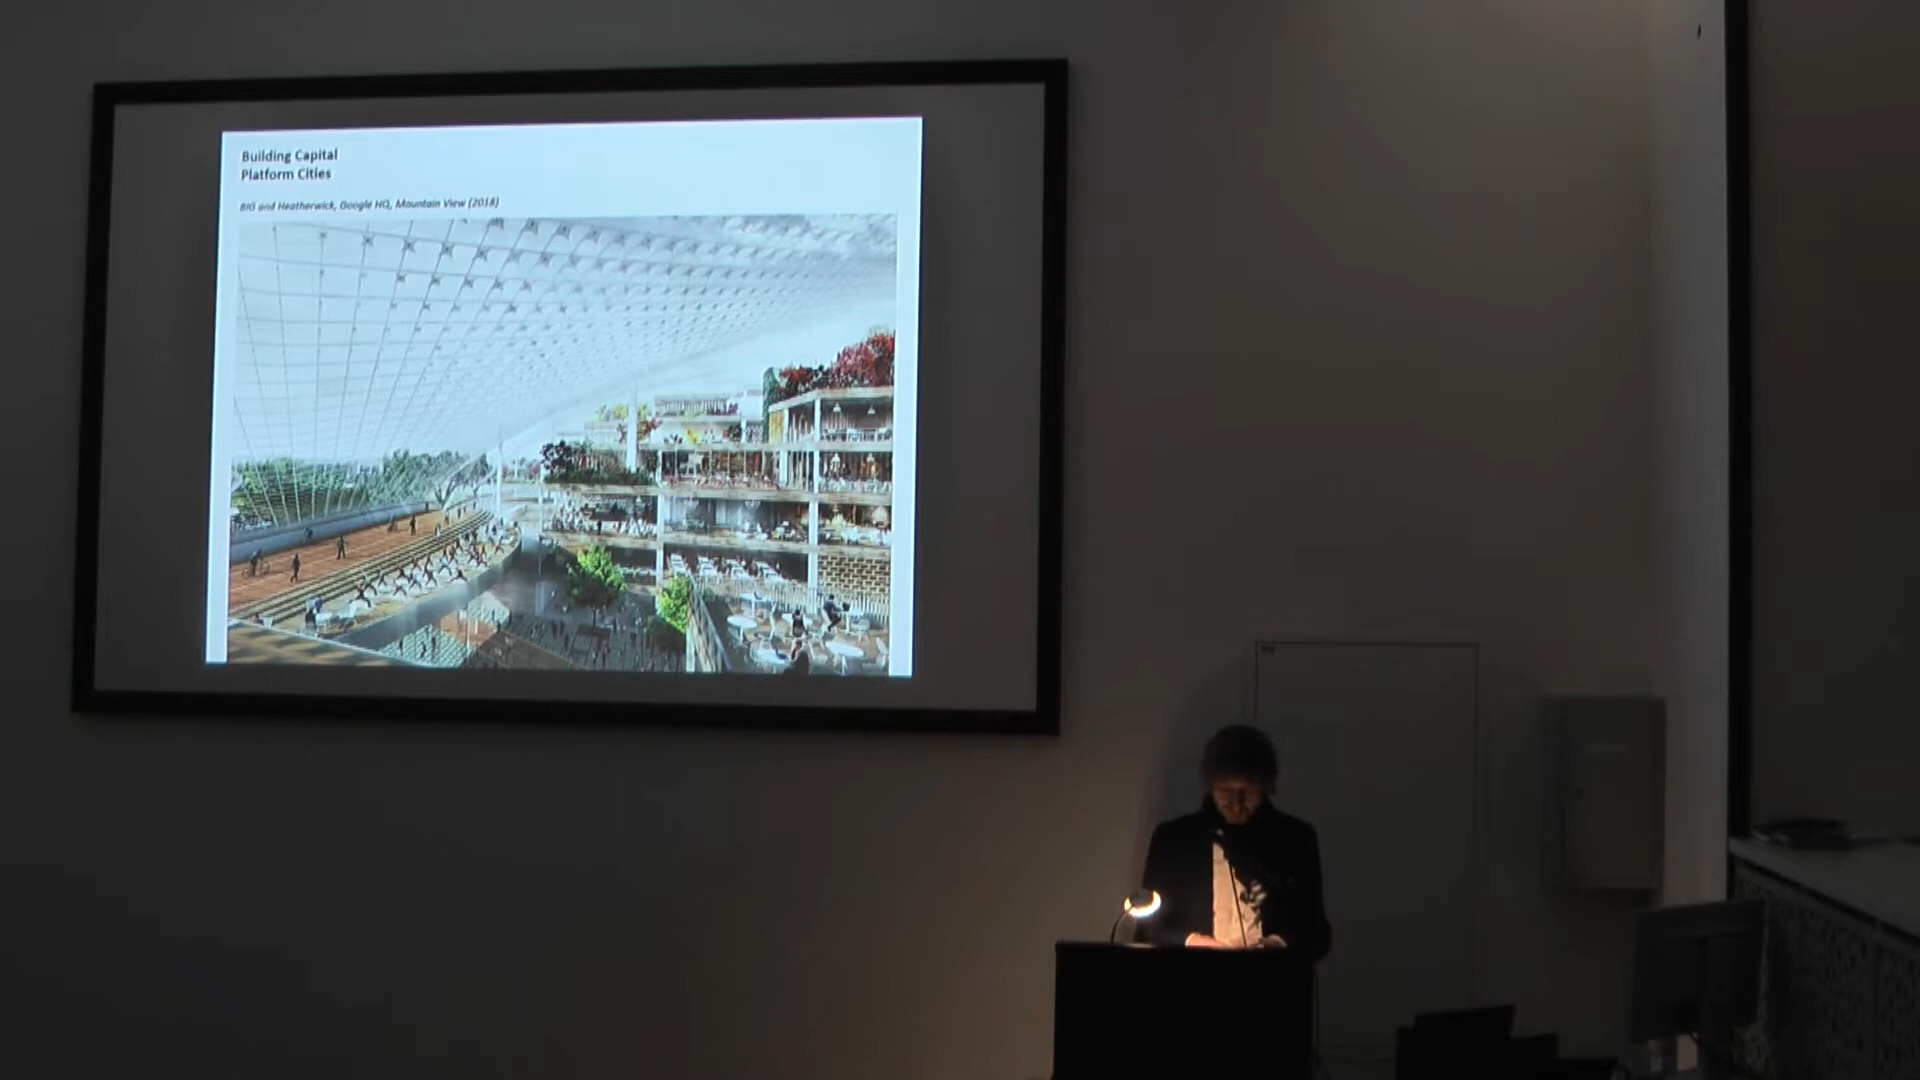 Building Capital
Platform Cities
BIG and Heatherwick, Google HQ, Mountain View (2018)